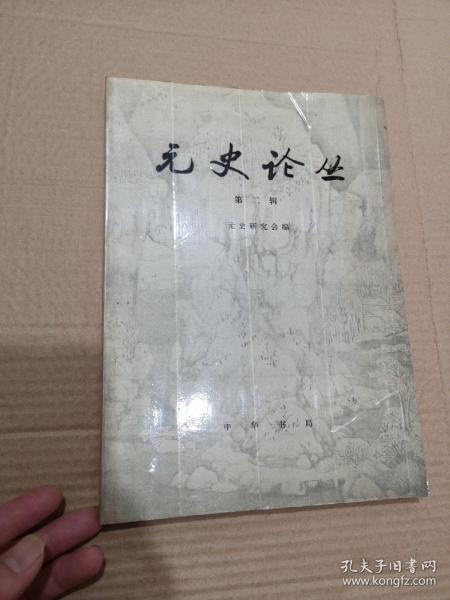 元史论丛
第二辑
元史研究会编
中华书局
孔夫子旧书网
www.kongfz.com